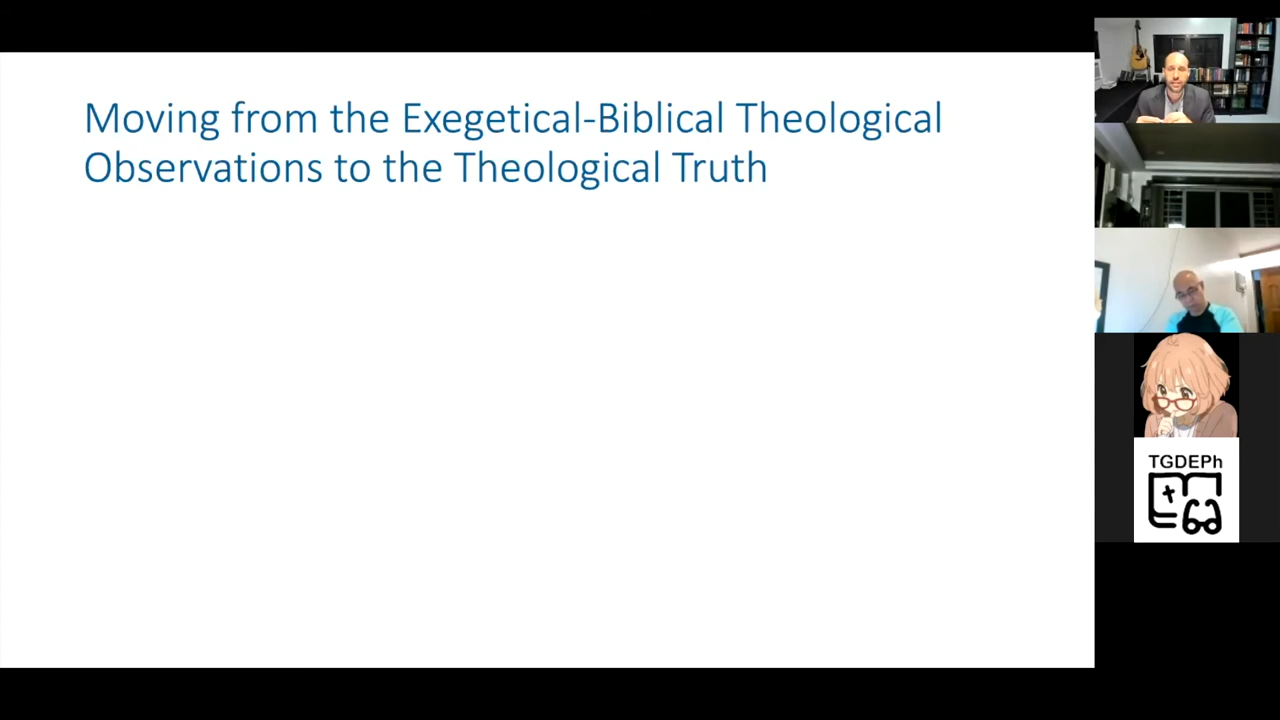 Moving from the Exegetical-Biblical Theological
Observations to the Theological Truth
TGDEPh